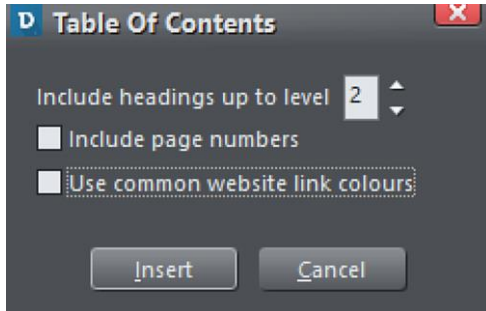 D Table Of Contents
Include headings up to level 2
Include page numbers
Use common website link colours
Insert Cancel